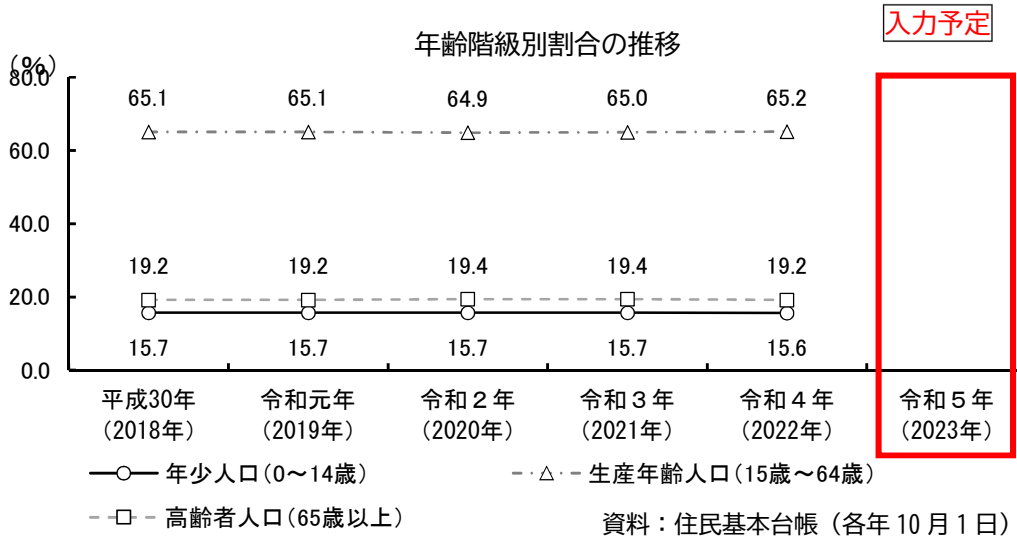 入力予定
年齢階級別割合の推移
(%)
80.0
65.1 65.1 64.9 65.0 65.2
60.0
40.0
19.2 19.2 19.4 19.4 19.2
20.0
15.7 15.7 15.7 15.7 15.6
0.0
平成30年 令和元年 令和2年 令和3年 令和4年 令和5年
(2018年) (2019年) (2020年) (2021年) (2022年) (2023年)
年少人口(0～14歳) 生産年齢人口(15歳～64歳)
高齢者人口(65歳以上)
資料：住民基本台帳（各年10月1日）